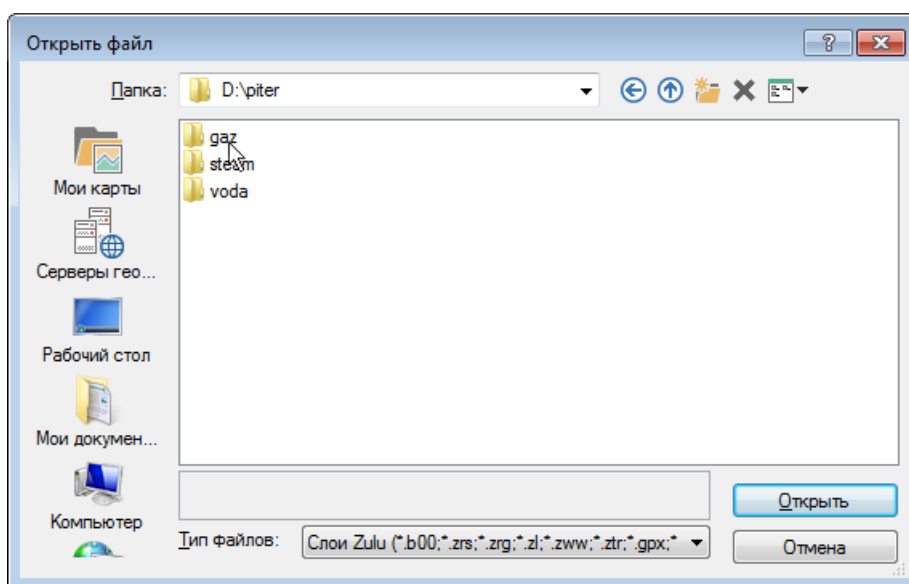 Открыть файл
Папка:
D:\piter
gaz
steam
voda
Мои карты
Серверы гео...
Рабочий стол
Мои докумен...
Компьютер
Открыть
Тип файлов:
Слои Zulu (*.b00;*.zrs;*.zrg;*.zl;*.zww;*.ztr;*.gpx;*
Отмена